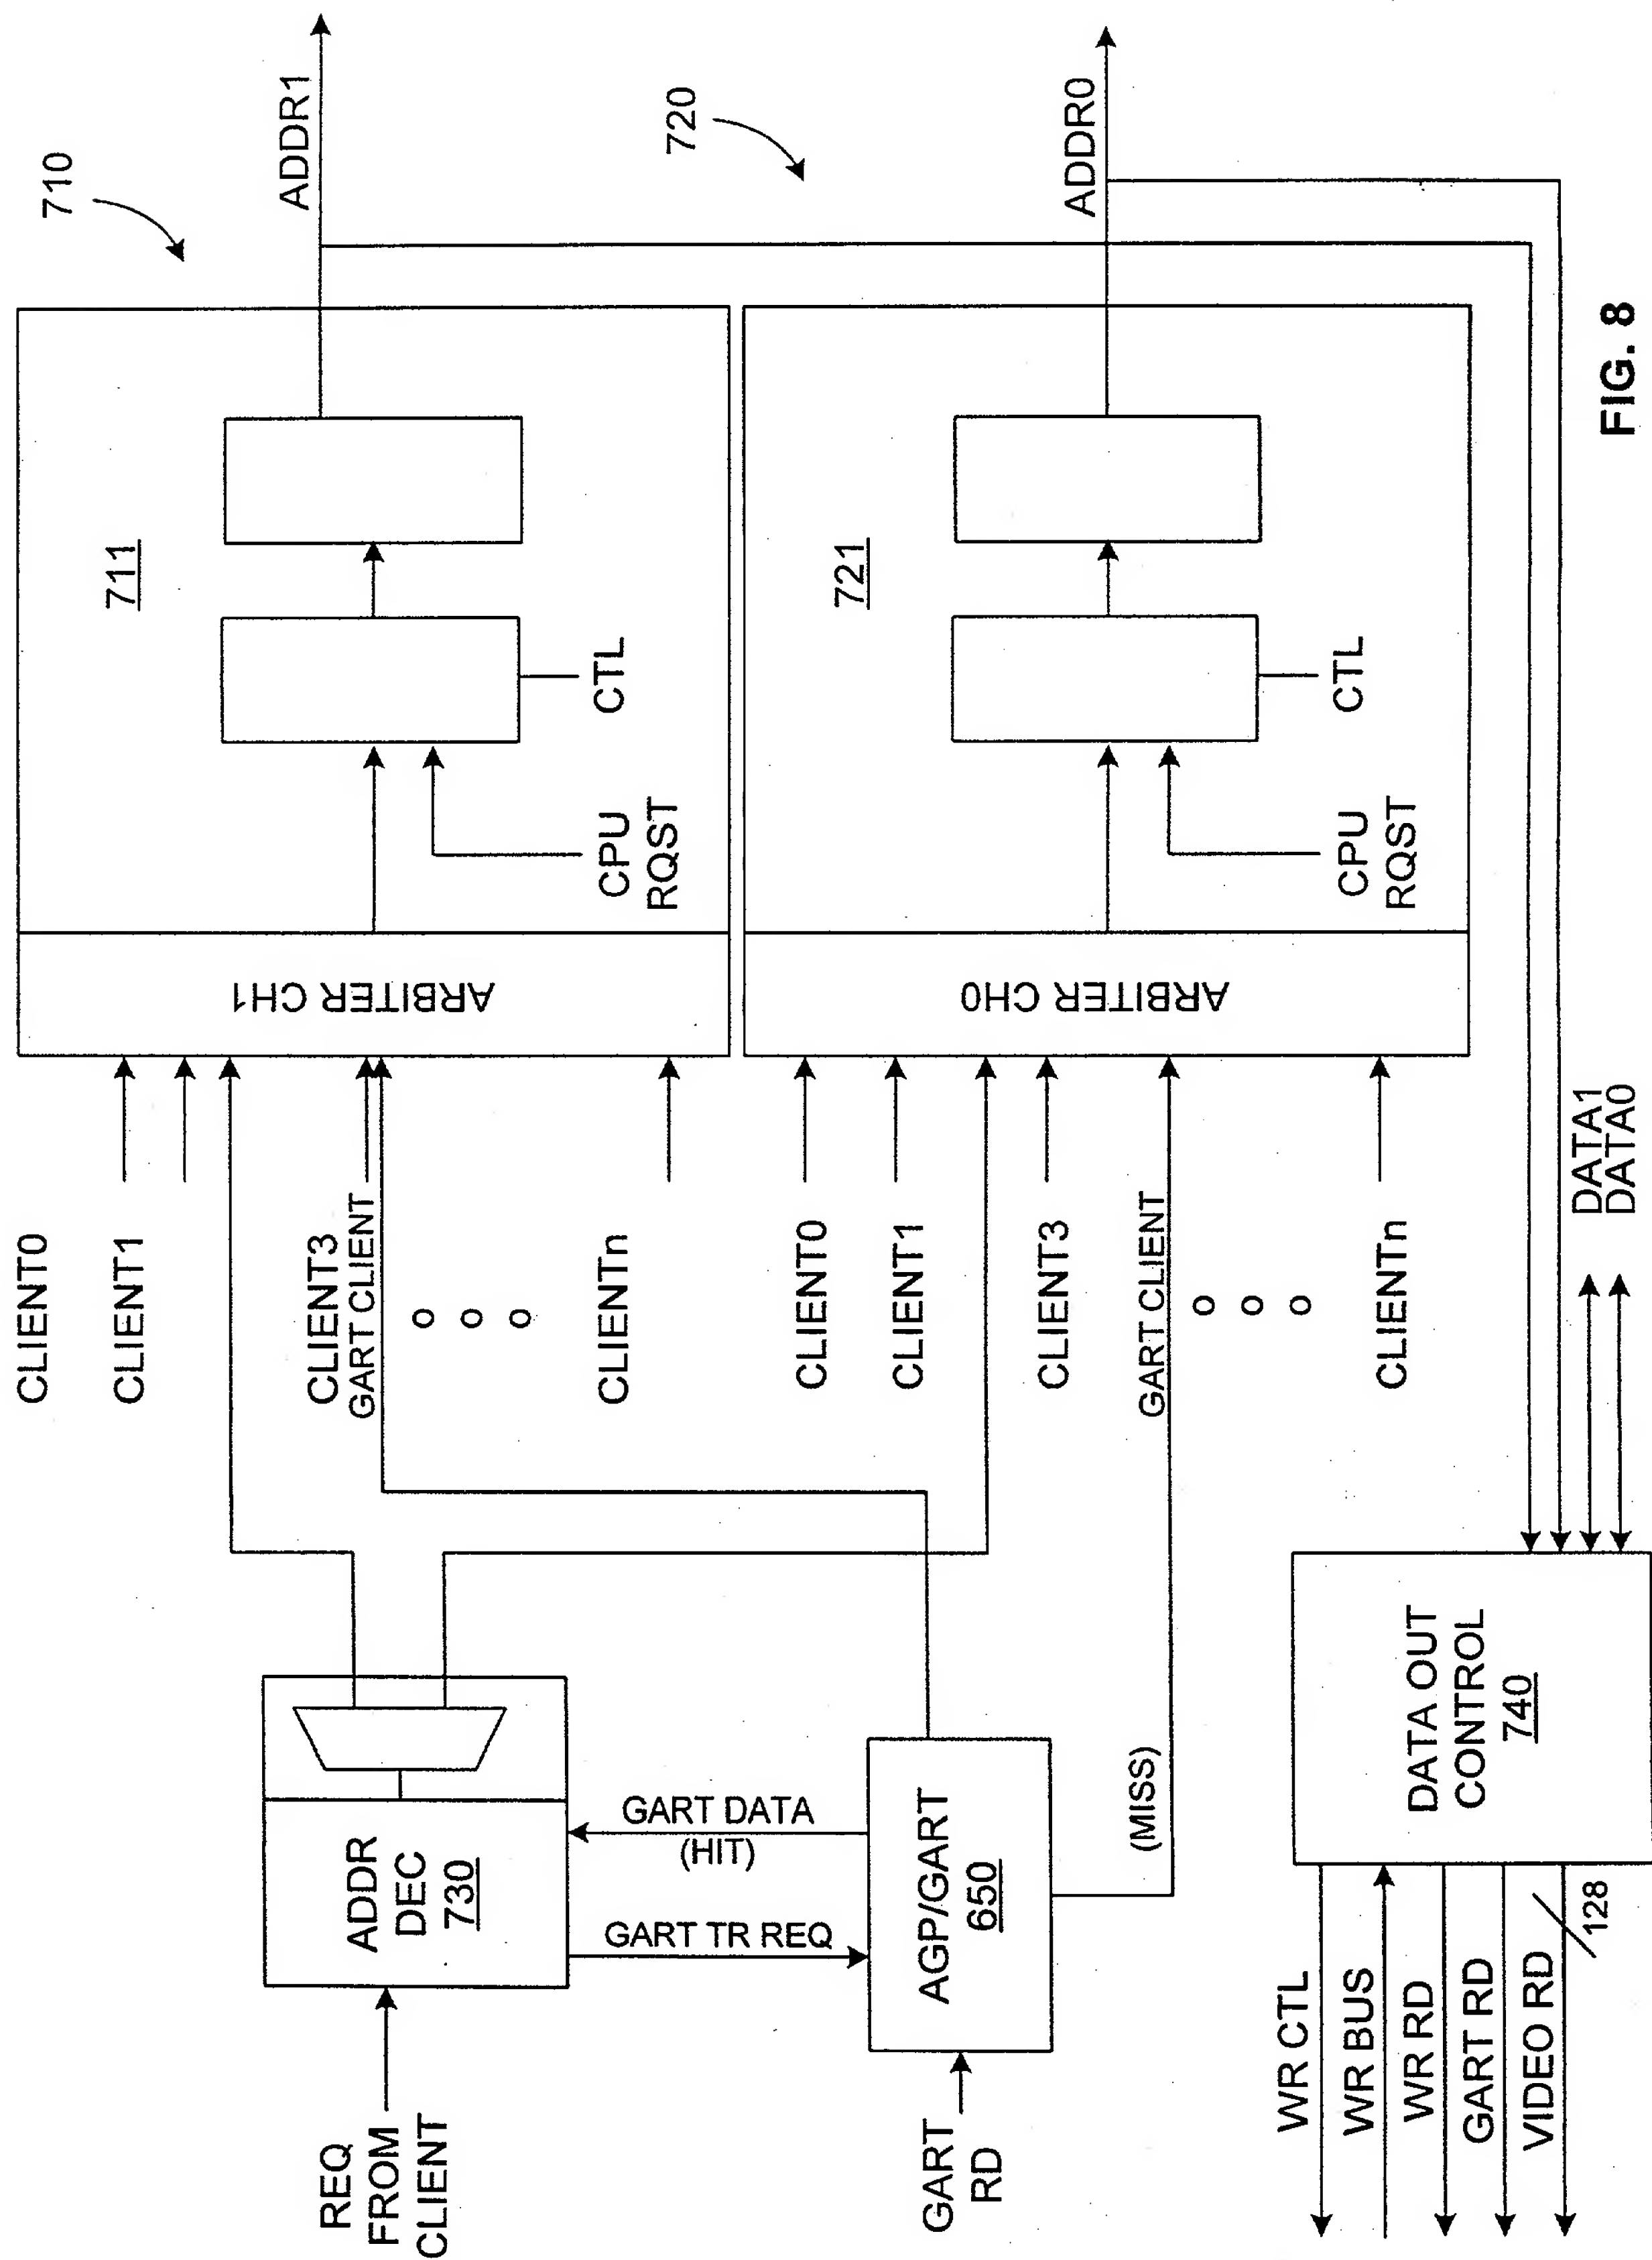 REQ
FROM
CLIENT
ADDR
DEC
730
GART TR REQ
GART DATA
(HIT)
GART
RD
AGP/GART
650
(MISS)
CLIENT0
CLIENT1
CLIENT3
GART CLIENT
CLIENTn
ARBITER CH1
711
CPU
RQST
CTL
710
ADDR1
CLIENT0
CLIENT1
CLIENT3
GART CLIENT
CLIENTn
ARBITER CH0
721
CPU
RQST
CTL
720
ADDR0
WR CTL
WR BUS
WR RD
GART RD
VIDEO RD
128
DATA OUT
CONTROL
740
DATA1
DATA0
FIG. 8